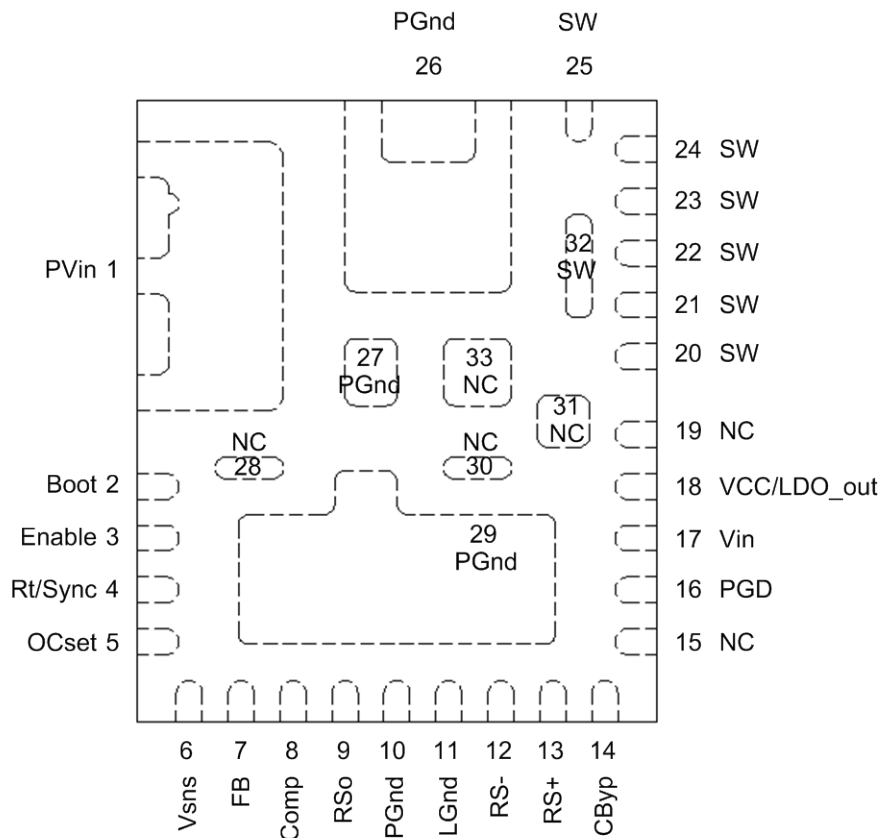 PGnd SW
26 25
24 SW
23 SW
32
SW
22 SW
PVin 1
21 SW
20 SW
27
PGnd
33
NC
31
NC
19 NC
NC
28
NC
30
Boot 2
18 VCC/LDO_out
Enable 3
29
PGnd
17 Vin
Rt/Sync 4
16 PGD
OCset 5
15 NC
6 7 8 9 10 11 12 13 14
Vsns FB Comp RSo PGnd LGnd RS- RS+ CByp